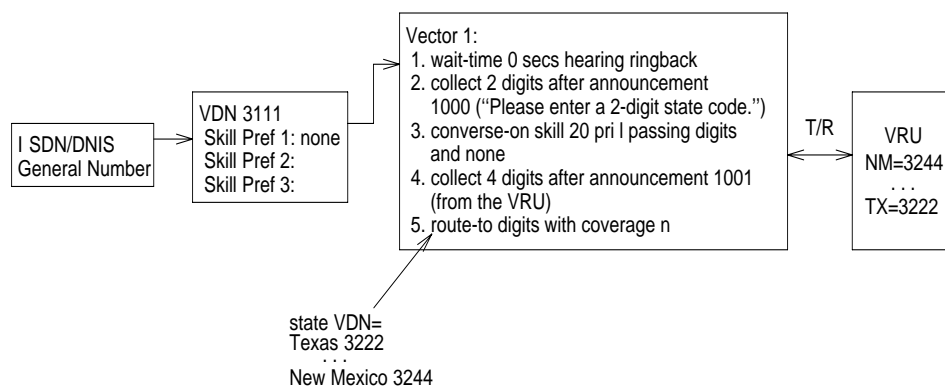 I SDN/DNIS
General Number
VDN 3111
Skill Pref 1: none
Skill Pref 2:
Skill Pref 3:
Vector 1:
1. wait-time 0 secs hearing ringback
2. collect 2 digits after announcement
1000 (“Please enter a 2-digit state code.”)
3. converse-on skill 20 pri l passing digits
and none
4. collect 4 digits after announcement 1001
(from the VRU)
5. route-to digits with coverage n
T/R
VRU
NM=3244
. . .
TX=3222
state VDN=
Texas 3222
. . .
New Mexico 3244